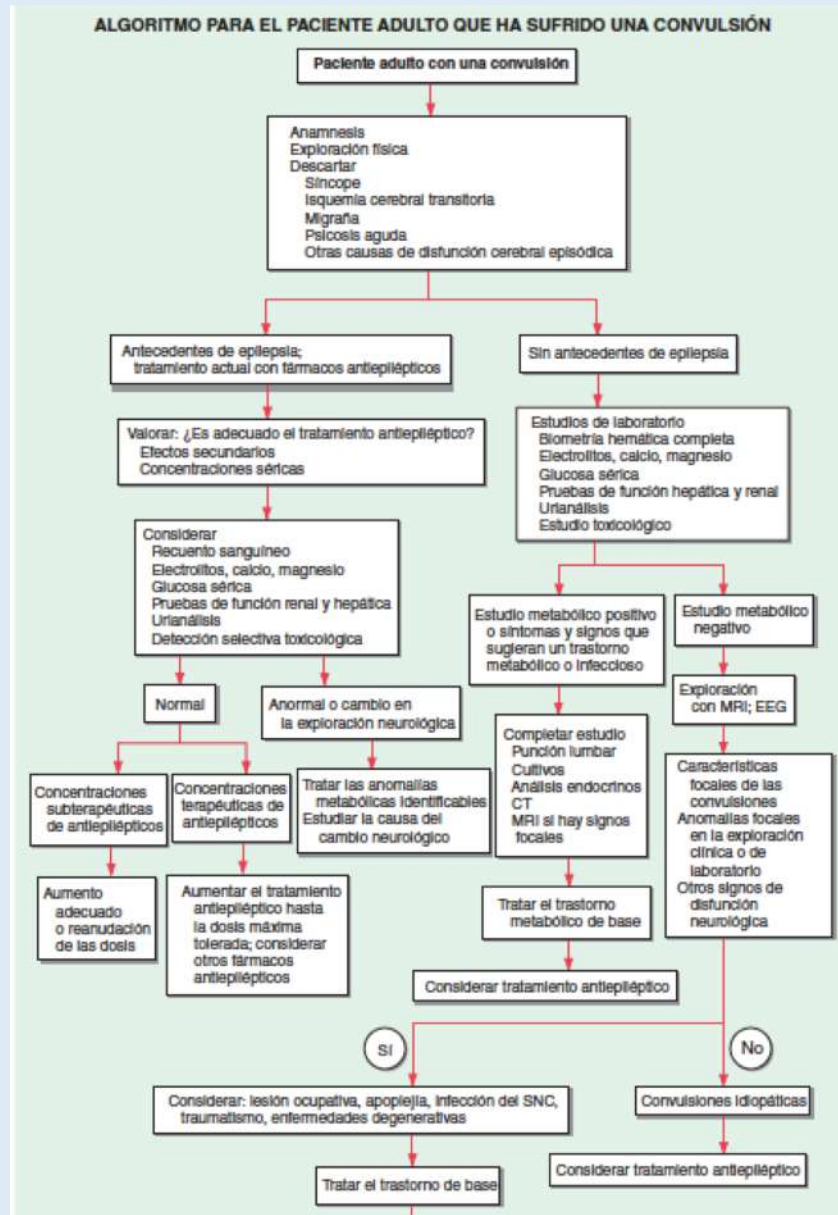 ALGORITMO PARA EL PACIENTE ADULTO QUE HA SUFRIDO UNA CONVULSIÓN
Paciente adulto con una convulsión
Anamnesis
Exploración física
Descartar
Síncope
Isquemia cerebral transitoria
Migraña
Psicosis aguda
Otras causas de disfunción cerebral episódica
Antecedentes de epilepsia;
tratamiento actual con fármacos antiepilépticos
Sin antecedentes de epilepsia
Valorar: ¿Es adecuado el tratamiento antiepiléptico?
Efectos secundarios
Concentraciones séricas
Estudios de laboratorio
Biometría hemática completa
Electrolitos, calcio, magnesio
Glucosa sérica
Pruebas de función hepática y renal
Urianálisis
Estudio toxicológico
Considerar
Recuento sanguíneo
Electrolitos, calcio, magnesio
Glucosa sérica
Pruebas de función renal y hepática
Urianálisis
Detección selectiva toxicológica
Estudio metabólico positivo
o síntomas y signos que
sugieran un trastorno
metabólico o infeccioso
Estudio metabólico
negativo
Normal
Anormal o cambio en
la exploración neurológica
Exploración
con MRI; EEG
Completar estudio
Punción lumbar
Cultivos
Análisis endocrinos
CT
MRI si hay signos
focales
Concentraciones
subterapéuticas
de antiepilépticos
Concentraciones
terapéuticas de
antiepilépticos
Tratar las anomalías
metabólicas identificables
Estudiar la causa del
cambio neurológico
Características
focales de las
convulsiones
Anomalías focales
en la exploración
clínica o de
laboratorio
Otros signos de
disfunción
neurológica
Aumento
adecuado
o reanudación
de las dosis
Aumentar el tratamiento
antiepiléptico hasta
la dosis máxima
tolerada; considerar
otros fármacos
antiepilépticos
Tratar el trastorno
metabólico de base
Considerar tratamiento antiepiléptico
Sí
No
Considerar: lesión ocupativa, apoplejía, infección del SNC,
traumatismo, enfermedades degenerativas
Convulsiones idiopáticas
Tratar el trastorno de base
Considerar tratamiento antiepiléptico